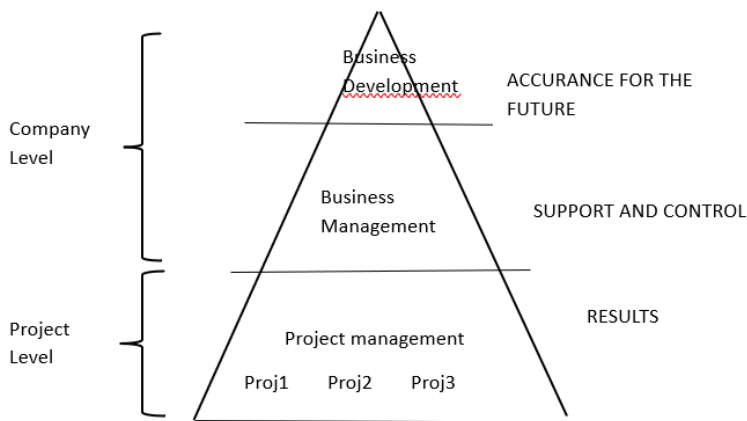 Business
Development
ACCURANCE FOR THE
FUTURE
Company
Level
Business
Management
SUPPORT AND CONTROL
RESULTS
Project
Level
Project management
Proj1 Proj2 Proj3